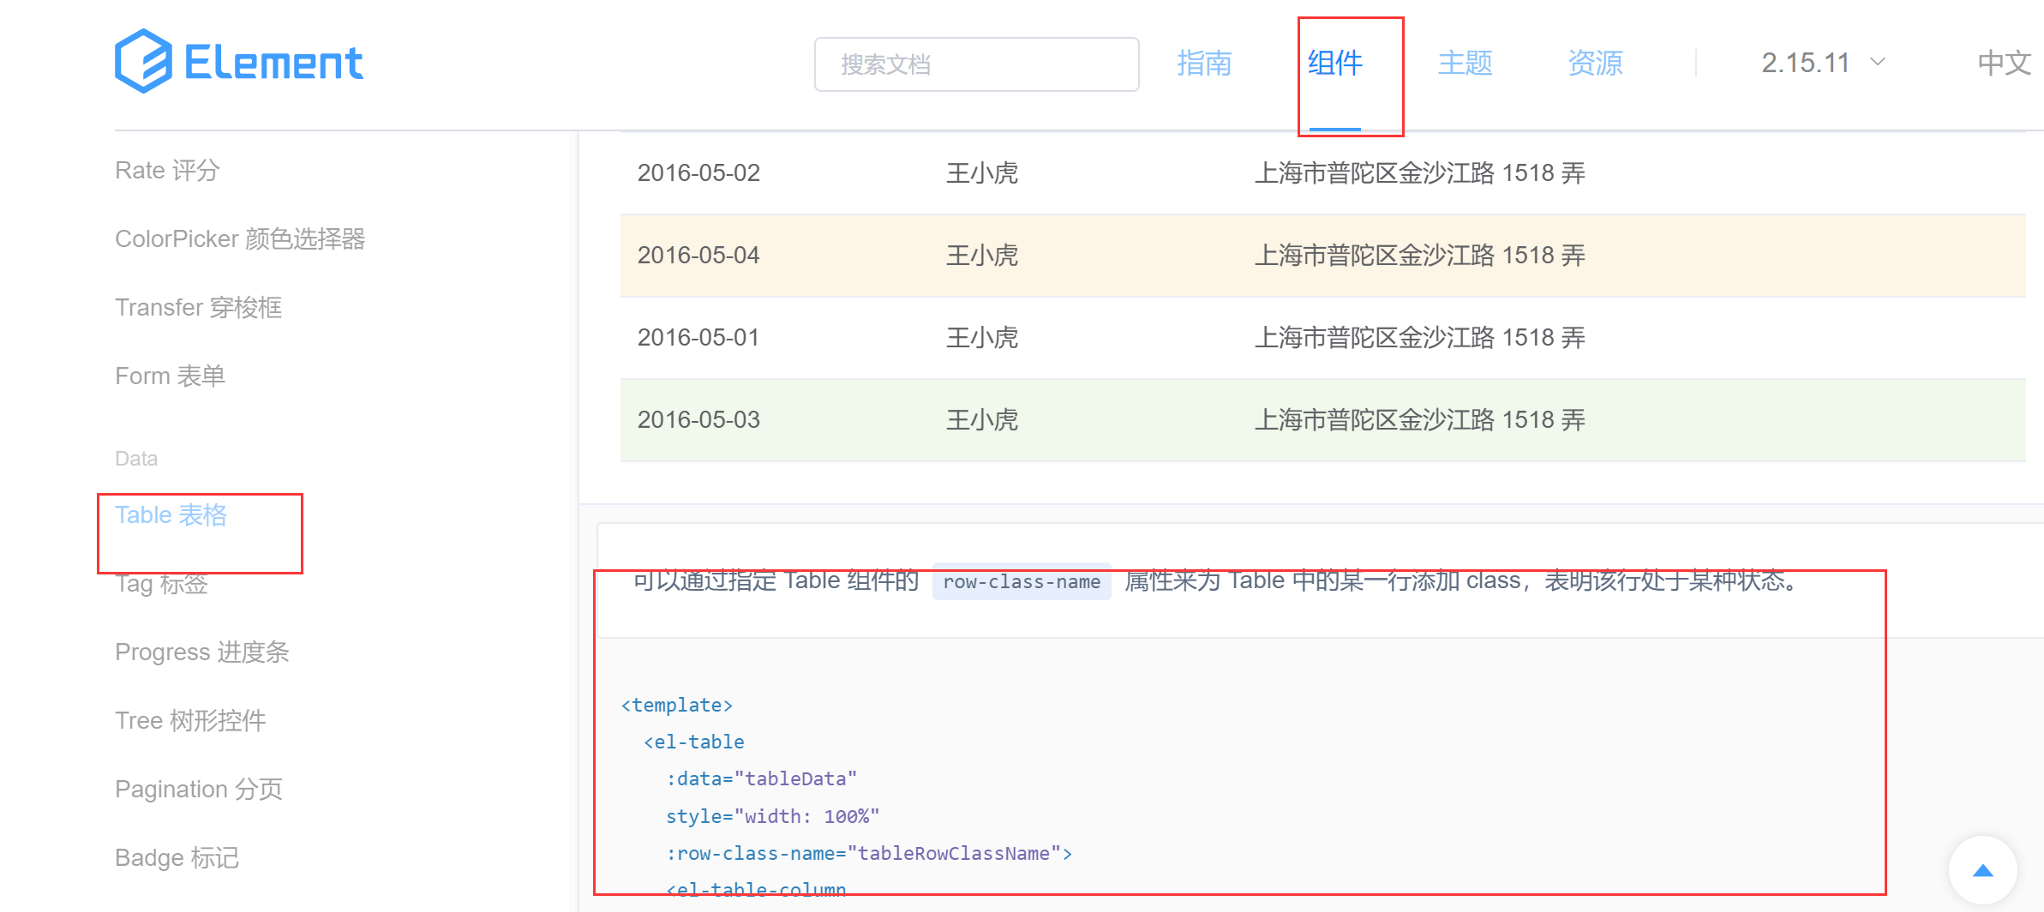 Element
搜索文档
指南
组件
主题
资源
2.15.11
中文
Rate 评分
ColorPicker 颜色选择器
Transfer 穿梭框
Form 表单
Data
Table 表格
Tag 标签
Progress 进度条
Tree 树形控件
Pagination 分页
Badge 标记
2016-05-02 王小虎 上海市普陀区金沙江路 1518 弄
2016-05-04 王小虎 上海市普陀区金沙江路 1518 弄
2016-05-01 王小虎 上海市普陀区金沙江路 1518 弄
2016-05-03 王小虎 上海市普陀区金沙江路 1518 弄
可以通过指定 Table 组件的 row-class-name 属性来为 Table 中的某一行添加 class，表明该行处于某种状态。
<template>
<el-table
:data="tableData"
style="width: 100%"
:row-class-name="tableRowClassName">
<el-table-column